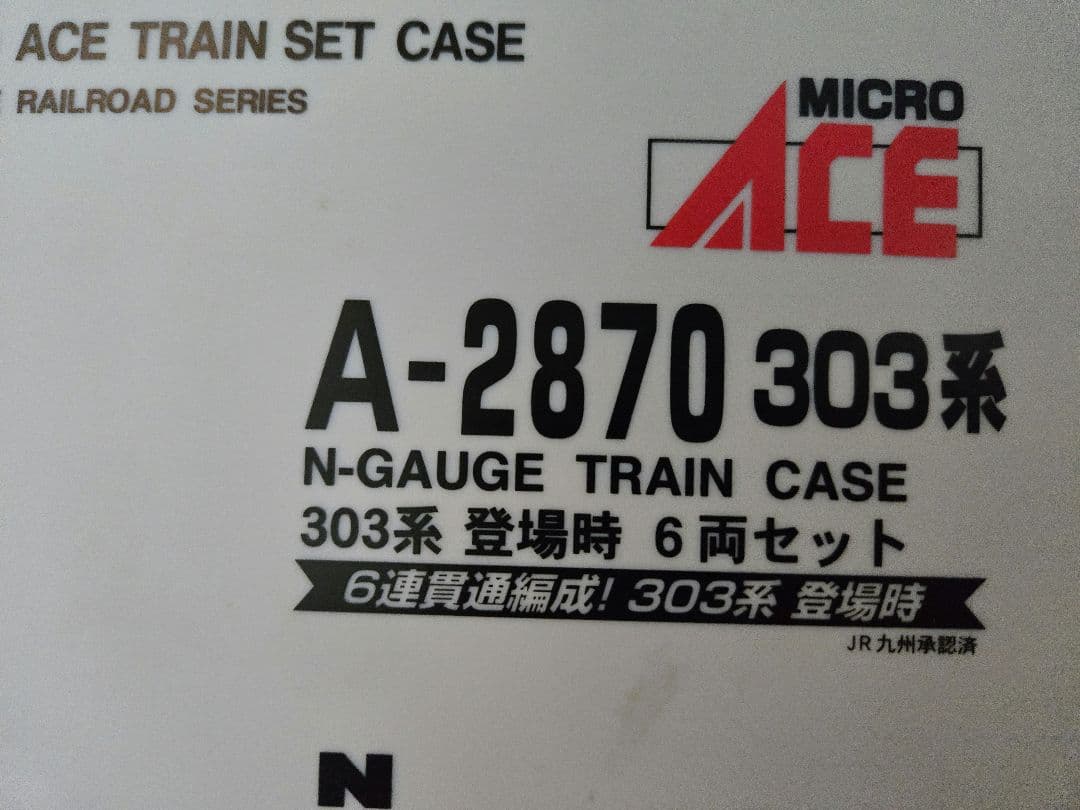 ACE TRAIN SET CASE
RAILROAD SERIES
MICRO
ACE
A-2870 303系
N-GAUGE TRAIN CASE
303系 登場時 6両セット
6連貫通編成! 303系 登場時
JR九州承認済
N